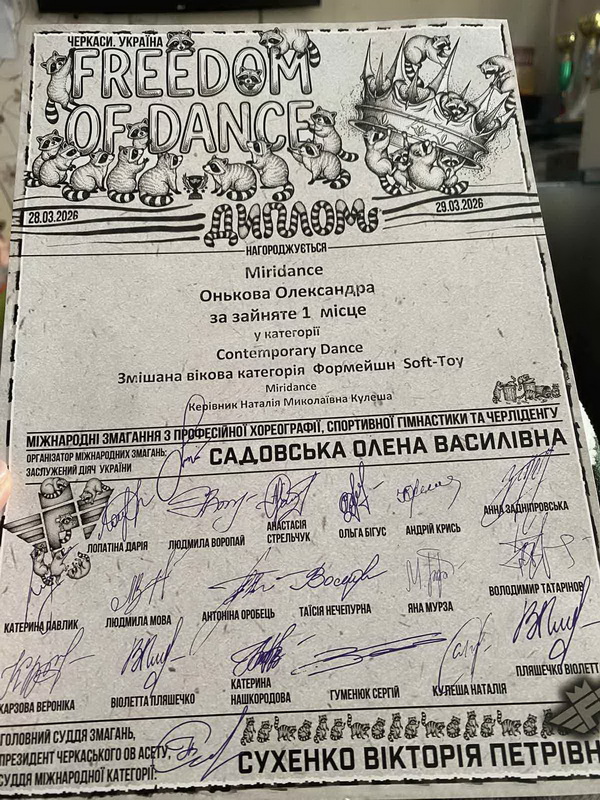 ЧЕРКАСИ. УКРАЇНА
FREEDOM
OF DANCE
28.03.2026
29.03.2026
ДИПЛОМ
НАГОРОДЖУЄТЬСЯ
Miridance
Онькова Олександра
за зайняте 1 місце
у категорії
Contemporary Dance
Змішана вікова категорія Формейшн Soft-Toy
Miridance
Керівник Наталія Миколаївна Кулеша
МІЖНАРОДНІ ЗМАГАННЯ З ПРОФЕСІЙНОЇ ХОРЕОГРАФІЇ, СПОРТИВНОЇ ГІМНАСТИКИ ТА ЧЕРЛІДЕНГУ
ОРГАНІЗАТОР МІЖНАРОДНИХ ЗМАГАНЬ;
ЗАСЛУЖЕНИЙ ДІЯЧ УКРАЇНИ
САДОВСЬКА ОЛЕНА ВАСИЛІВНА
ЛОПАТІНА ДАРІЯ
ЛЮДМИЛА ВОРОПАЙ
АНАСТАСІЯ
СТРЕЛЬЧУК
ОЛЬГА БІГУС
АНДРІЙ КРИСЬ
АННА ЗАДНІПРОВСЬКА
КАТЕРИНА ПАВЛИК
ЛЮДМИЛА МОВА
АНТОНІНА ОРОБЕЦЬ
ТАЇСІЯ НЕЧЕПУРНА
ЯНА МУРЗА
ВОЛОДИМИР ТАТАРІНОВ
КАРЗОВА ВЕРОНІКА
ВІОЛЕТТА ПЛЯШЕЧКО
КАТЕРИНА
НАШКОРОДОВА
ГУМЕНЮК СЕРГІЙ
КУЛЕША НАТАЛІЯ
ПЛЯШЕЧКО ВІОЛЕТТ
ГОЛОВНИЙ СУДДЯ ЗМАГАНЬ,
ПРЕЗИДЕНТ ЧЕРКАСЬКОГО ОВ АСЕТУ,
СУДДЯ МІЖНАРОДНОЇ КАТЕГОРІЇ:
СУХЕНКО ВІКТОРІЯ ПЕТРІВН